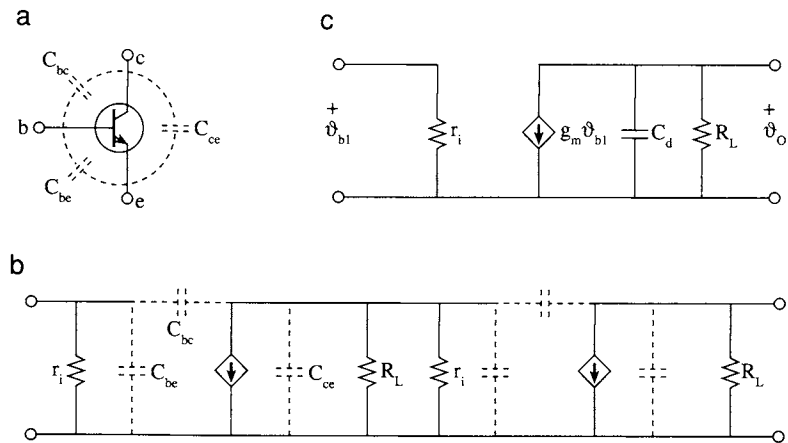 a
c
C_bc
b
C_ce
C_be
e
c
+
ϑ_b1
r_i
g_m ϑ_b1
C_d
R_L
+
ϑ_O
b
r_i
C_be
C_bc
C_ce
R_L
r_i
R_L